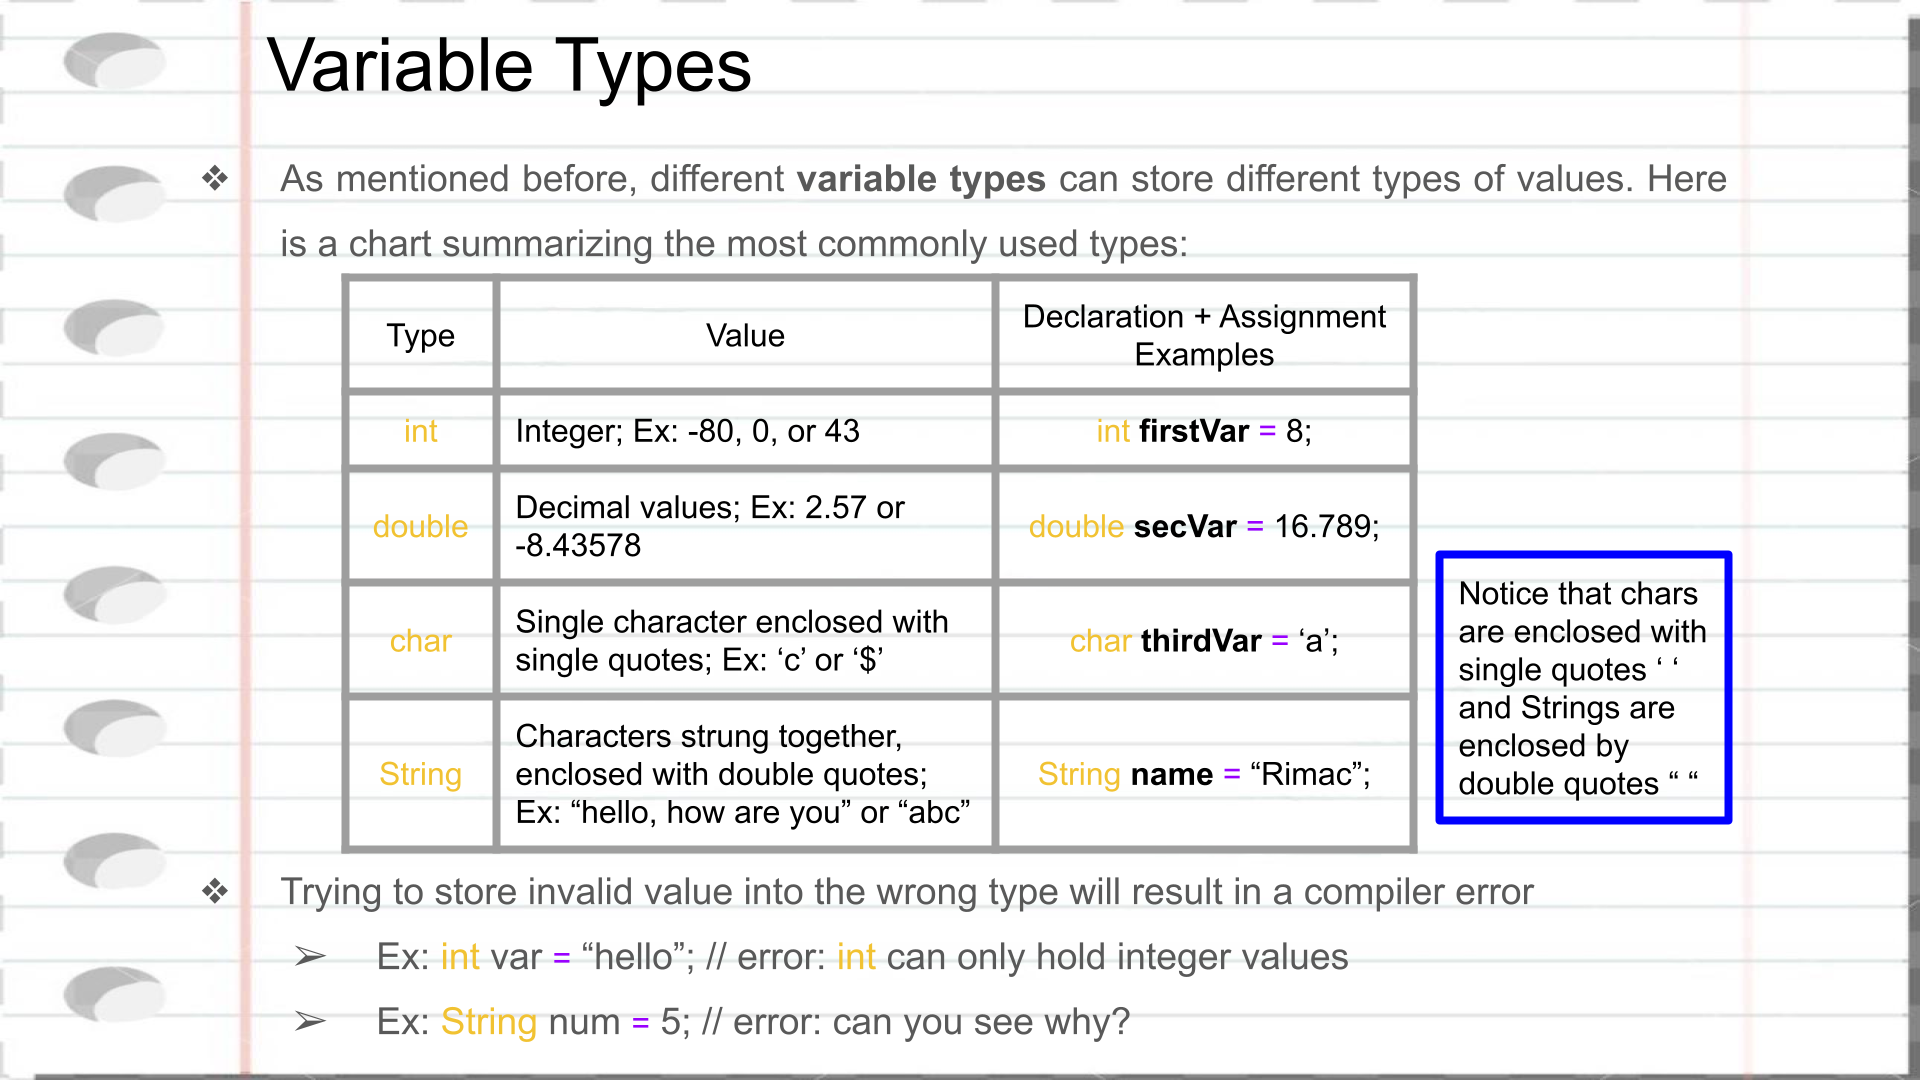 Variable Types
❖ As mentioned before, different variable types can store different types of values. Here
is a chart summarizing the most commonly used types:
Type
Value
Declaration + Assignment
Examples
int
Integer; Ex: -80, 0, or 43
int firstVar = 8;
double
Decimal values; Ex: 2.57 or
-8.43578
double secVar = 16.789;
char
Single character enclosed with
single quotes; Ex: ‘c’ or ‘$’
char thirdVar = ‘a’;
String
Characters strung together,
enclosed with double quotes;
Ex: “hello, how are you” or “abc”
String name = “Rimac”;
Notice that chars
are enclosed with
single quotes ‘ ‘
and Strings are
enclosed by
double quotes “ “
❖ Trying to store invalid value into the wrong type will result in a compiler error
➢ Ex: int var = “hello”; // error: int can only hold integer values
➢ Ex: String num = 5; // error: can you see why?